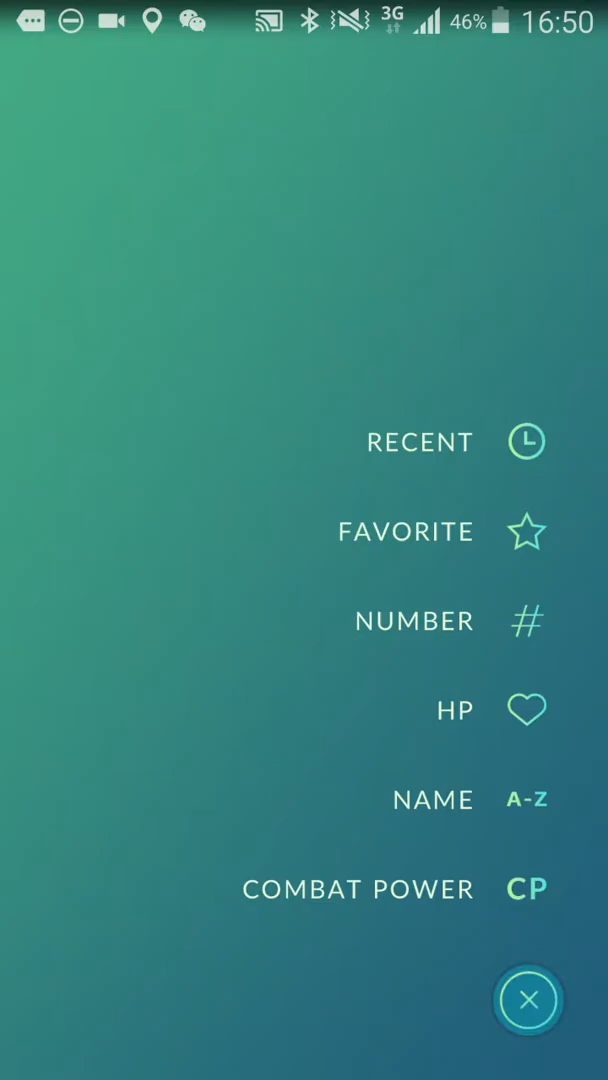 3G 46% 16:50
RECENT
FAVORITE
NUMBER #
HP
NAME A-Z
COMBAT POWER CP